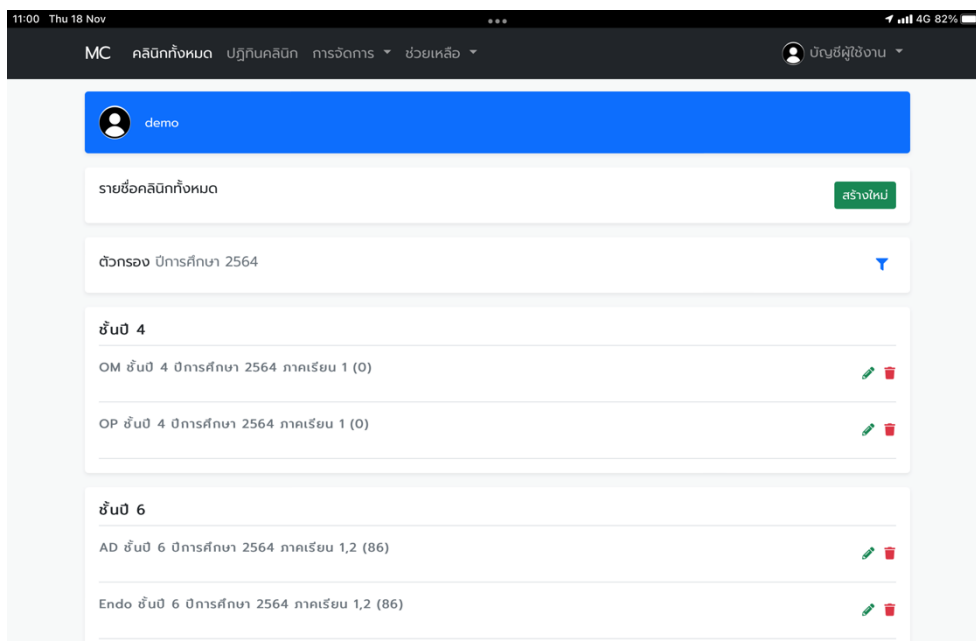 11:00 Thu 18 Nov 4G 82%
MC คลินิกทั้งหมด ปฏิทินคลินิก การจัดการ ช่วยเหลือ บัญชีผู้ใช้งาน
demo
รายชื่อคลินิกทั้งหมด สร้างใหม่
ตัวกรอง ปีการศึกษา 2564
ชั้นปี 4
OM ชั้นปี 4 ปีการศึกษา 2564 ภาคเรียน 1 (0)
OP ชั้นปี 4 ปีการศึกษา 2564 ภาคเรียน 1 (0)
ชั้นปี 6
AD ชั้นปี 6 ปีการศึกษา 2564 ภาคเรียน 1,2 (86)
Endo ชั้นปี 6 ปีการศึกษา 2564 ภาคเรียน 1,2 (86)